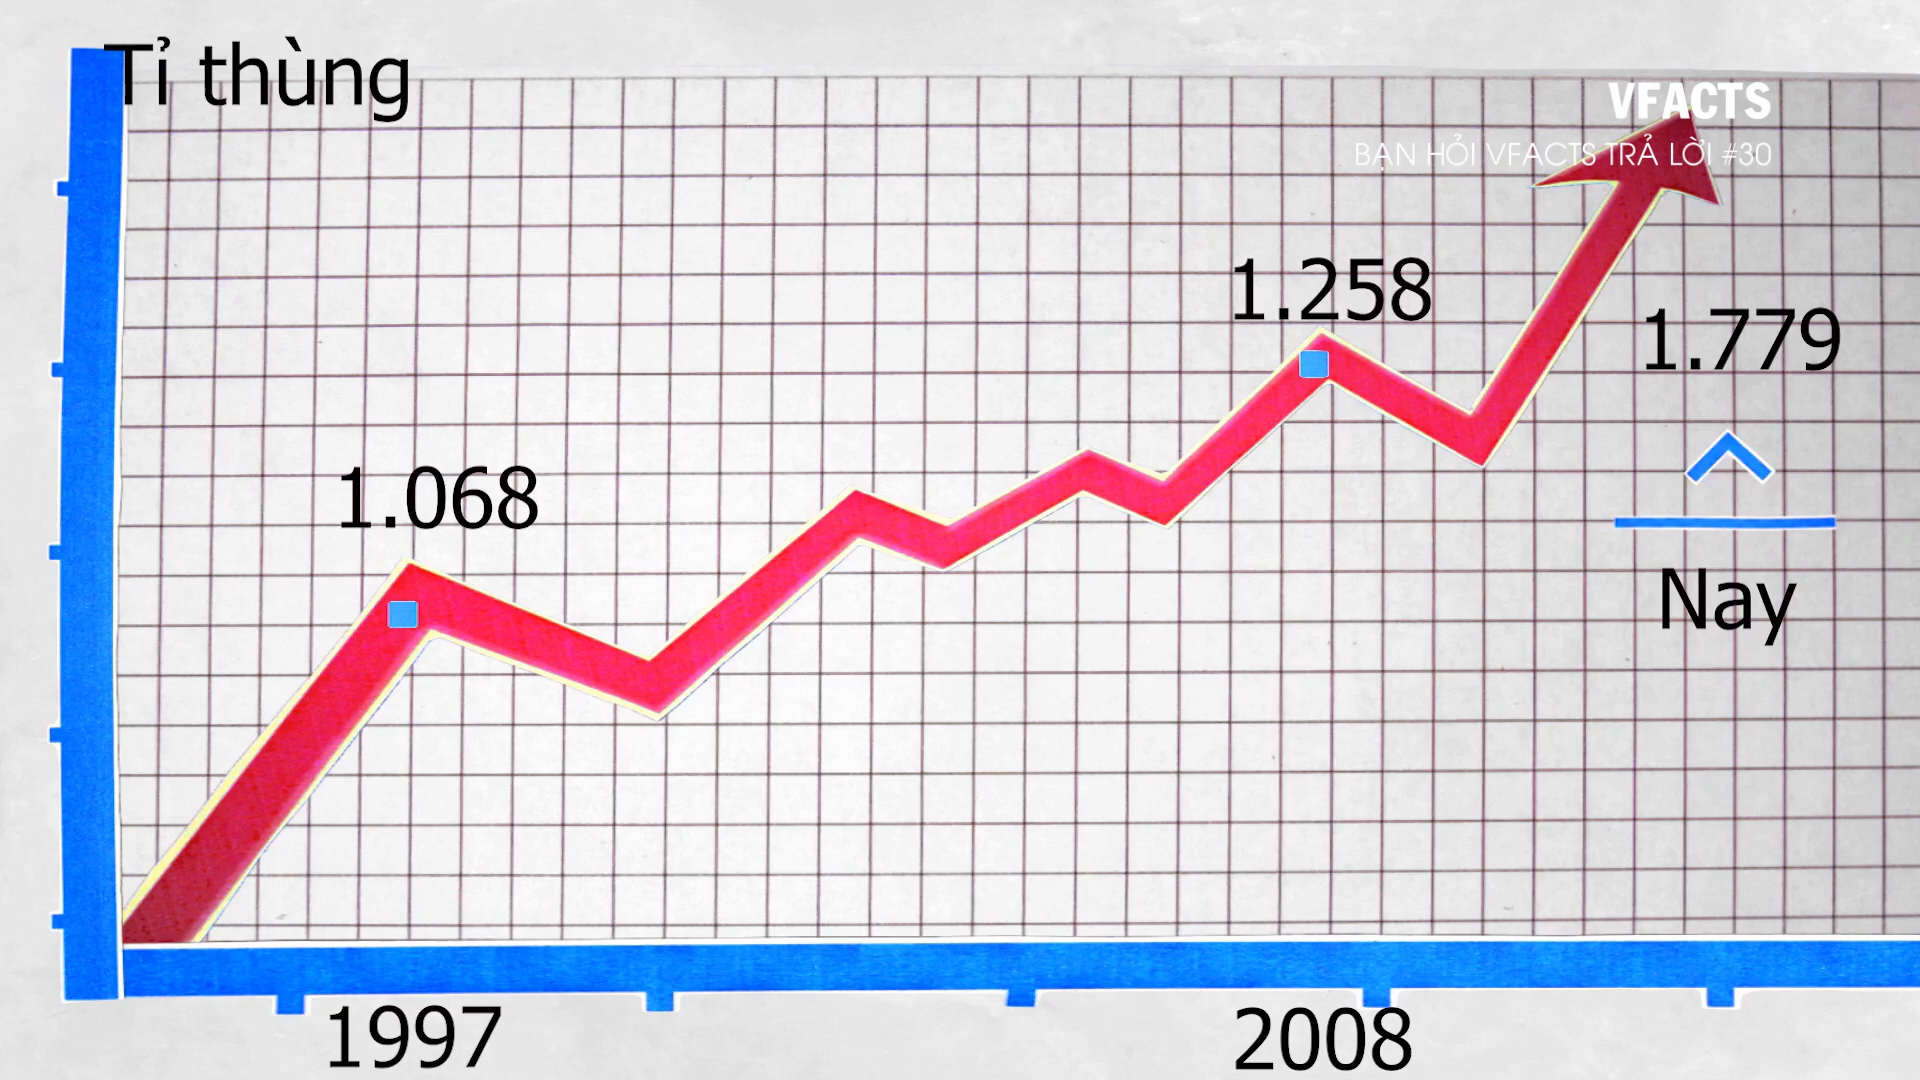 Tỉ thùng
VFACTS
BẠN HỎI VFACTS TRẢ LỜI #30
1.258
1.779
1.068
Nay
1997
2008